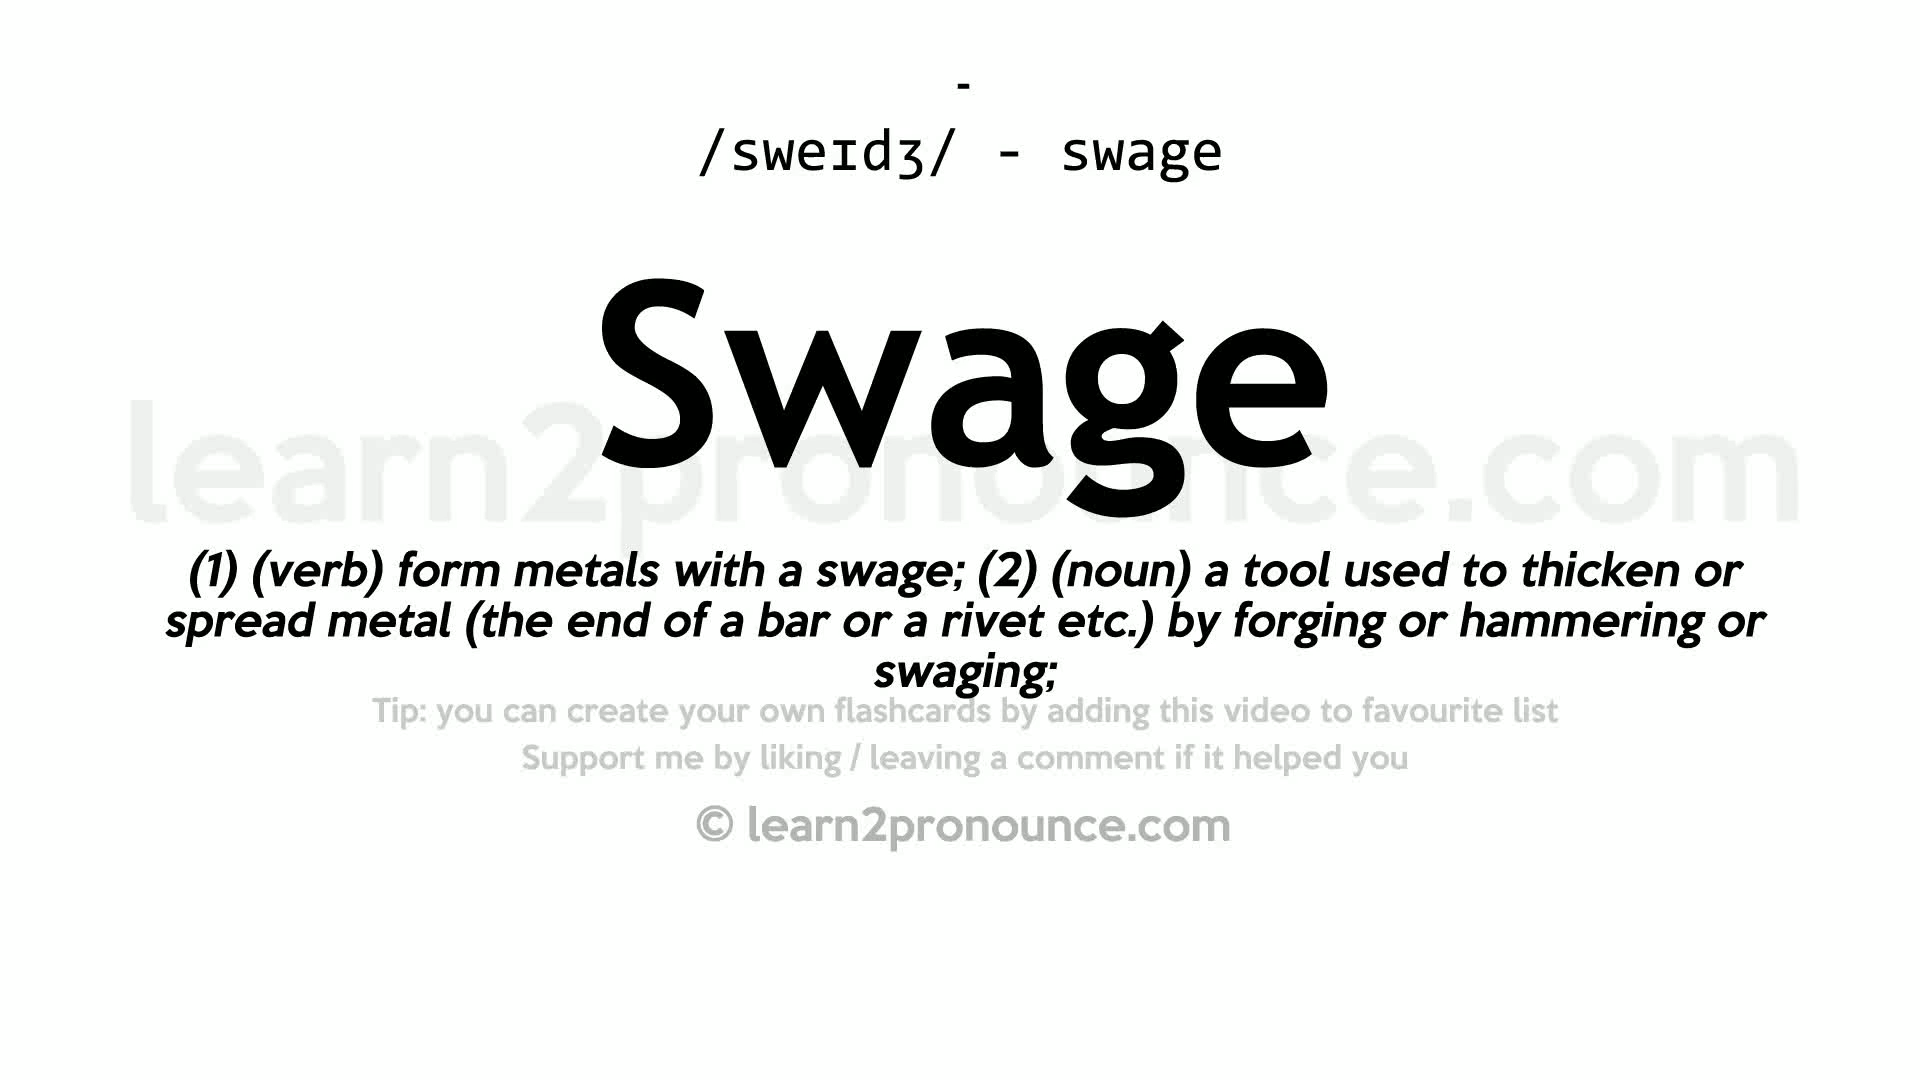 -
/sweɪdʒ/ - swage
Swage
learn2pronounce.com
(1) (verb) form metals with a swage; (2) (noun) a tool used to thicken or
spread metal (the end of a bar or a rivet etc.) by forging or hammering or
swaging;
Tip: you can create your own flashcards by adding this video to favourite list
Support me by liking / leaving a comment if it helped you
© learn2pronounce.com